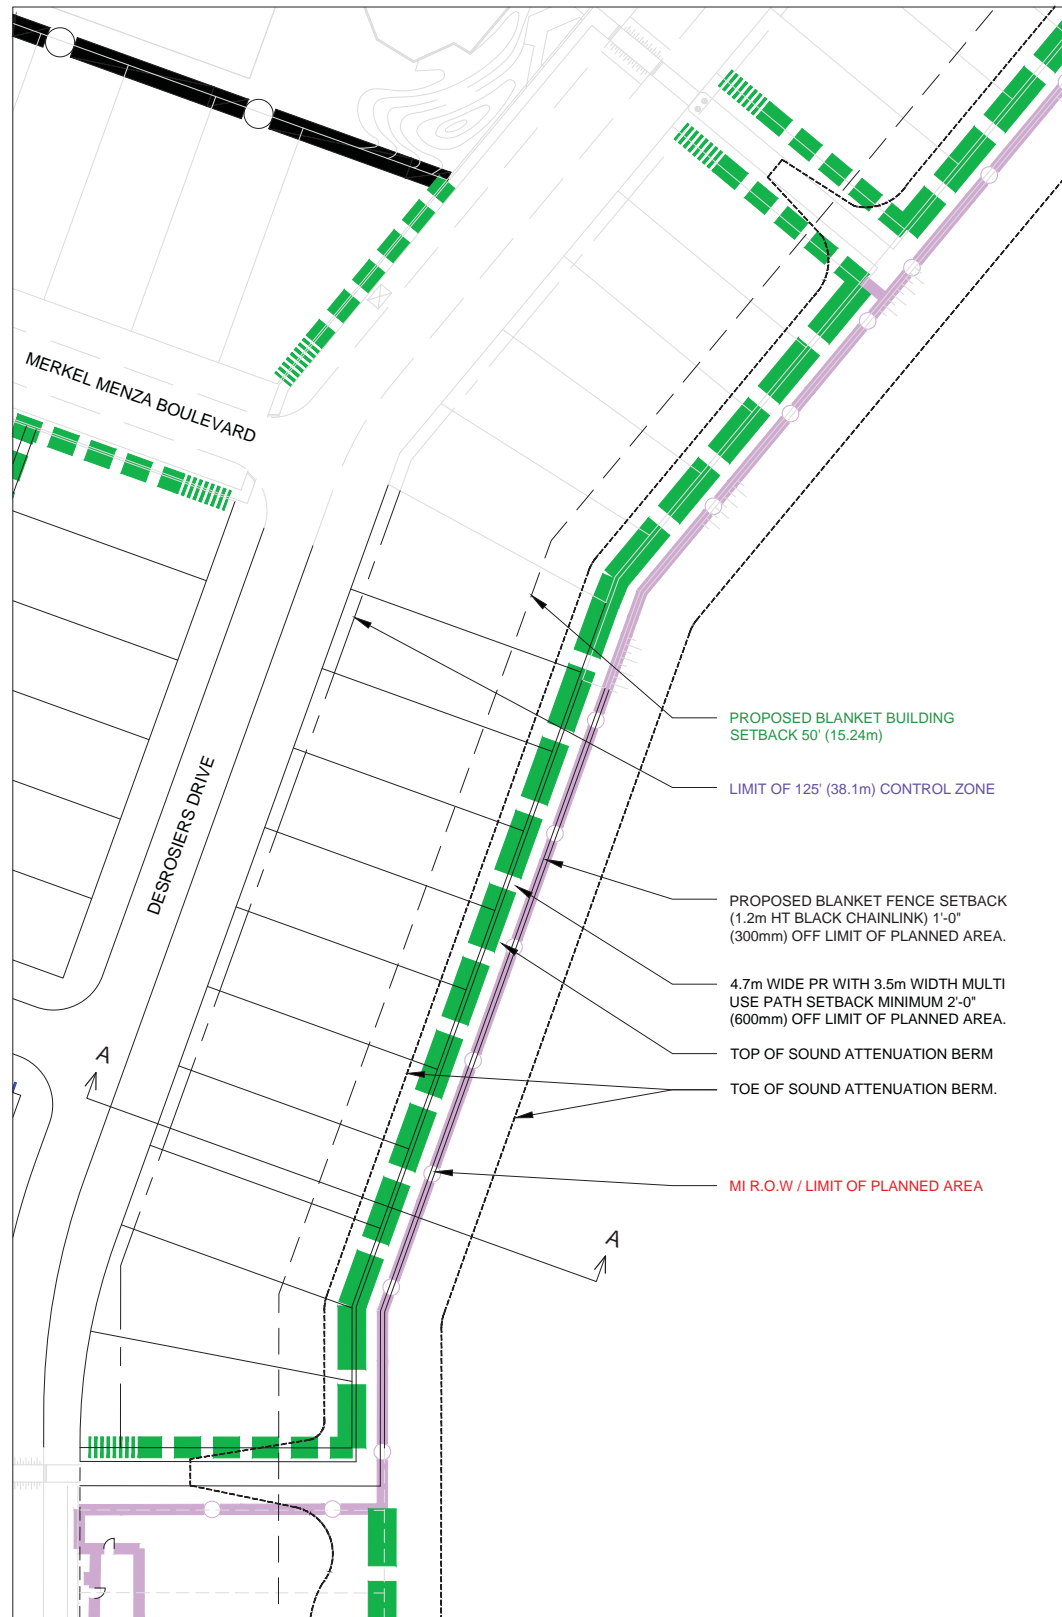 MERKEL MENZA BOULEVARD
DESROSIERS DRIVE
PROPOSED BLANKET BUILDING
SETBACK 50' (15.24m)
LIMIT OF 125' (38.1m) CONTROL ZONE
PROPOSED BLANKET FENCE SETBACK
(1.2m HT BLACK CHAINLINK) 1'-0"
(300mm) OFF LIMIT OF PLANNED AREA.
4.7m WIDE PR WITH 3.5m WIDTH MULTI
USE PATH SETBACK MINIMUM 2'-0"
(600mm) OFF LIMIT OF PLANNED AREA.
TOP OF SOUND ATTENUATION BERM
TOE OF SOUND ATTENUATION BERM.
MI R.O.W / LIMIT OF PLANNED AREA
A
A